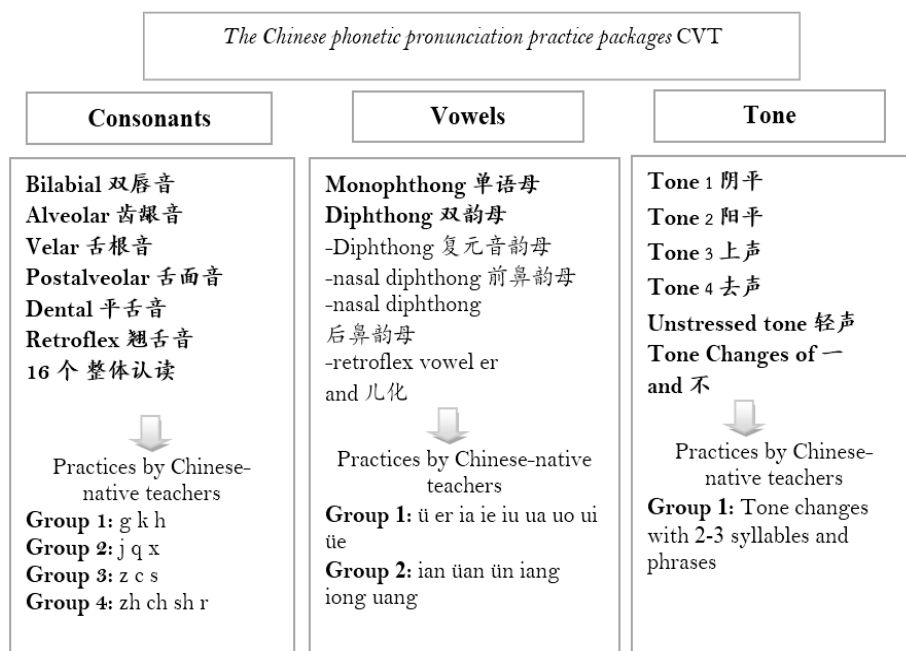 The Chinese phonetic pronunciation practice packages CVT
Consonants
Bilabial 双唇音
Alveolar 齿龈音
Velar 舌根音
Postalveolar 舌面音
Dental 平舌音
Retroflex 翘舌音
16 个 整体认读
Practices by Chinese-
native teachers
Group 1: g k h
Group 2: j q x
Group 3: z c s
Group 4: zh ch sh r
Vowels
Monophthong 单语母
Diphthong 双韵母
-Diphthong 复元音韵母
-nasal diphthong 前鼻韵母
-nasal diphthong
后鼻韵母
-retroflex vowel er
and 儿化
Practices by Chinese-native
teachers
Group 1: ü er ia ie iu ua uo ui
üe
Group 2: ian üan ün iang
iong uang
Tone
Tone 1 阴平
Tone 2 阳平
Tone 3 上声
Tone 4 去声
Unstressed tone 轻声
Tone Changes of 一
and 不
Practices by Chinese-
native teachers
Group 1: Tone changes
with 2-3 syllables and
phrases